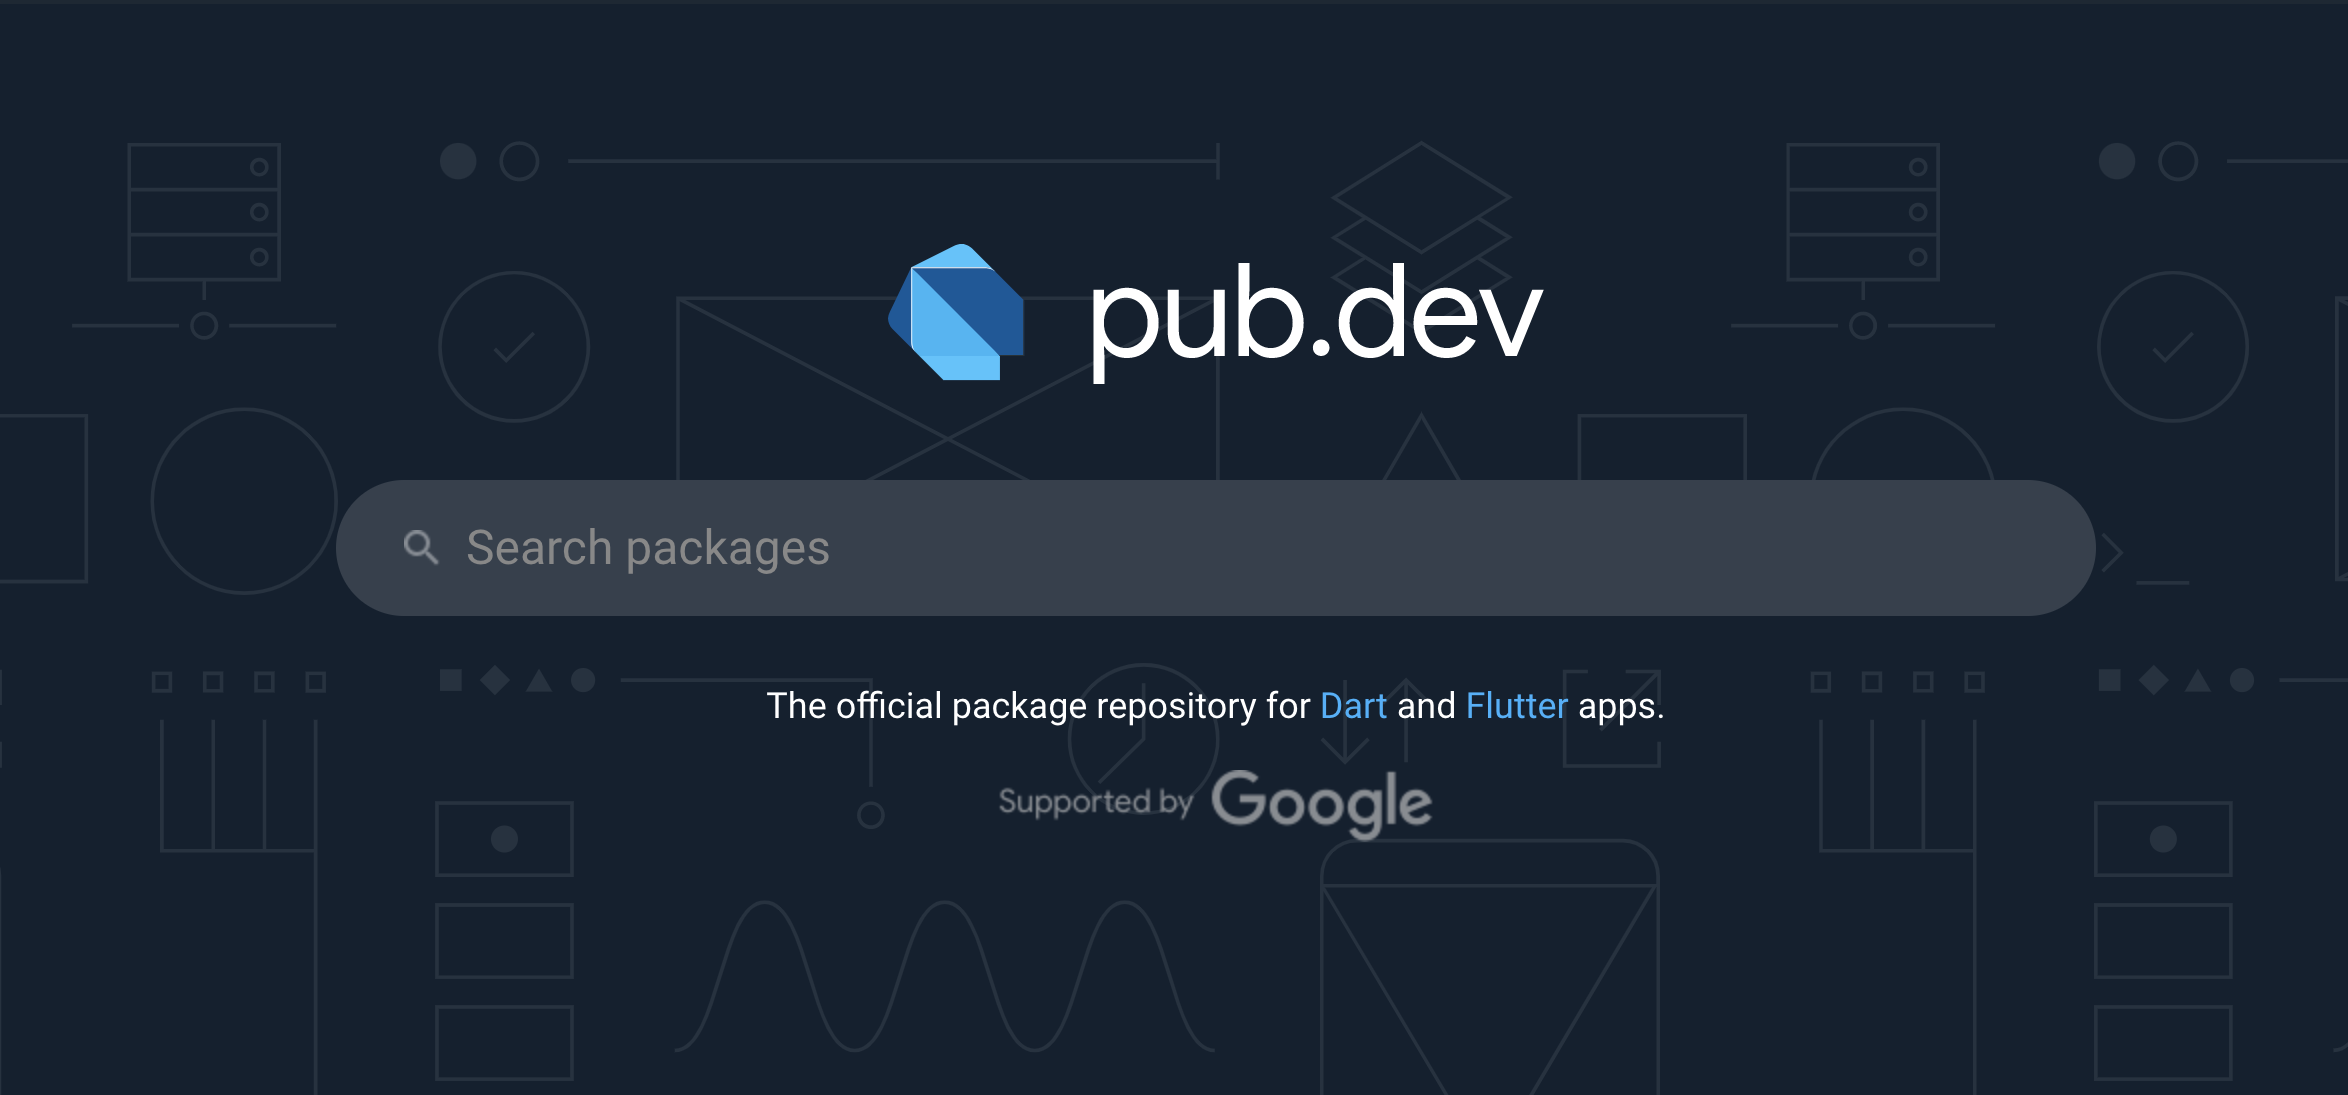 pub.dev
Search packages
The official package repository for Dart and Flutter apps.
Supported by Google